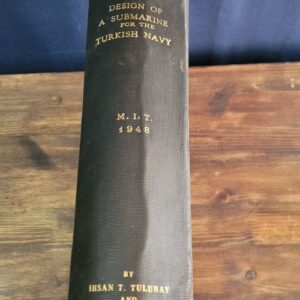 DESIGN OF
A SUBMARINE
FOR THE
TURKISH NAVY
M. I. T.
1948
BY
IHSAN T. TULUNAY
AND